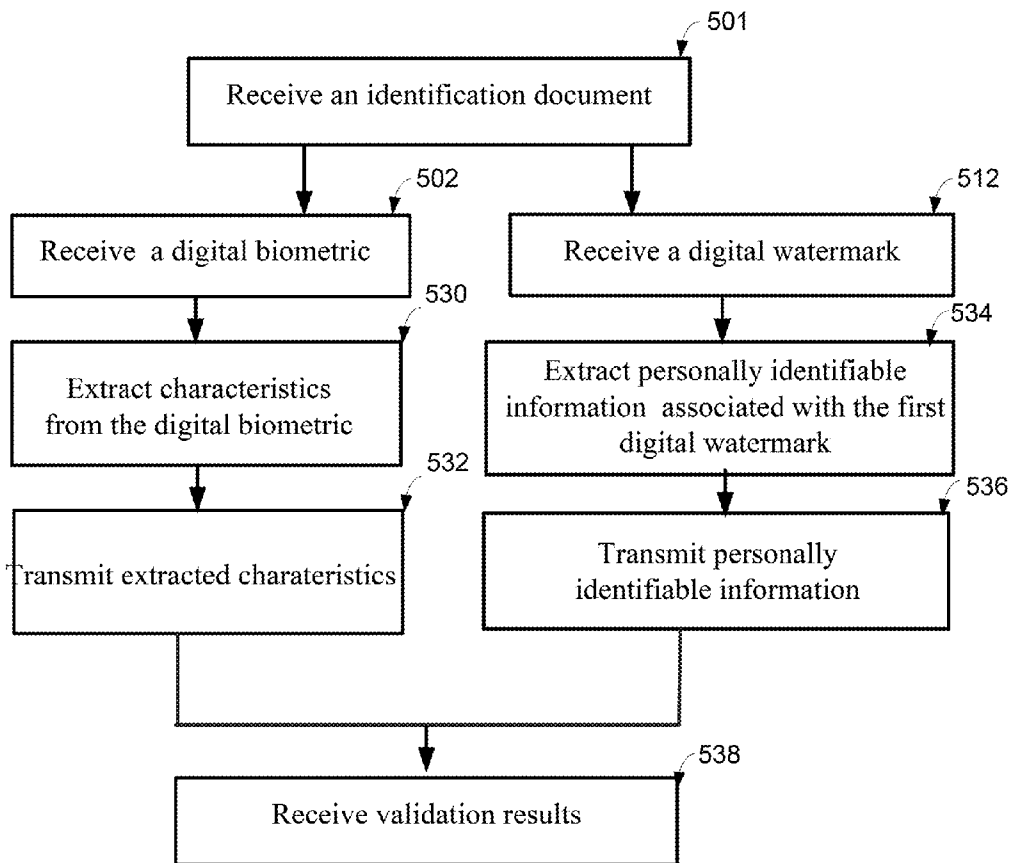 501
Receive an identification document
502
512
Receive a digital biometric
Receive a digital watermark
530
534
Extract characteristics
from the digital biometric
Extract personally identifiable
information associated with the first
digital watermark
532
536
Transmit extracted charateristics
Transmit personally
identifiable information
538
Receive validation results